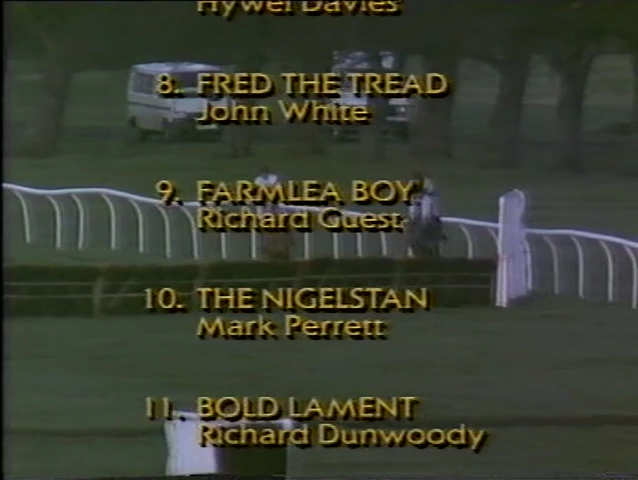 Hywel Davies
8. FRED THE TREAD
John White
9. FARMLEA BOY
Richard Guest
10. THE NIGELSTAN
Mark Perrett
11. BOLD LAMENT
Richard Dunwoody